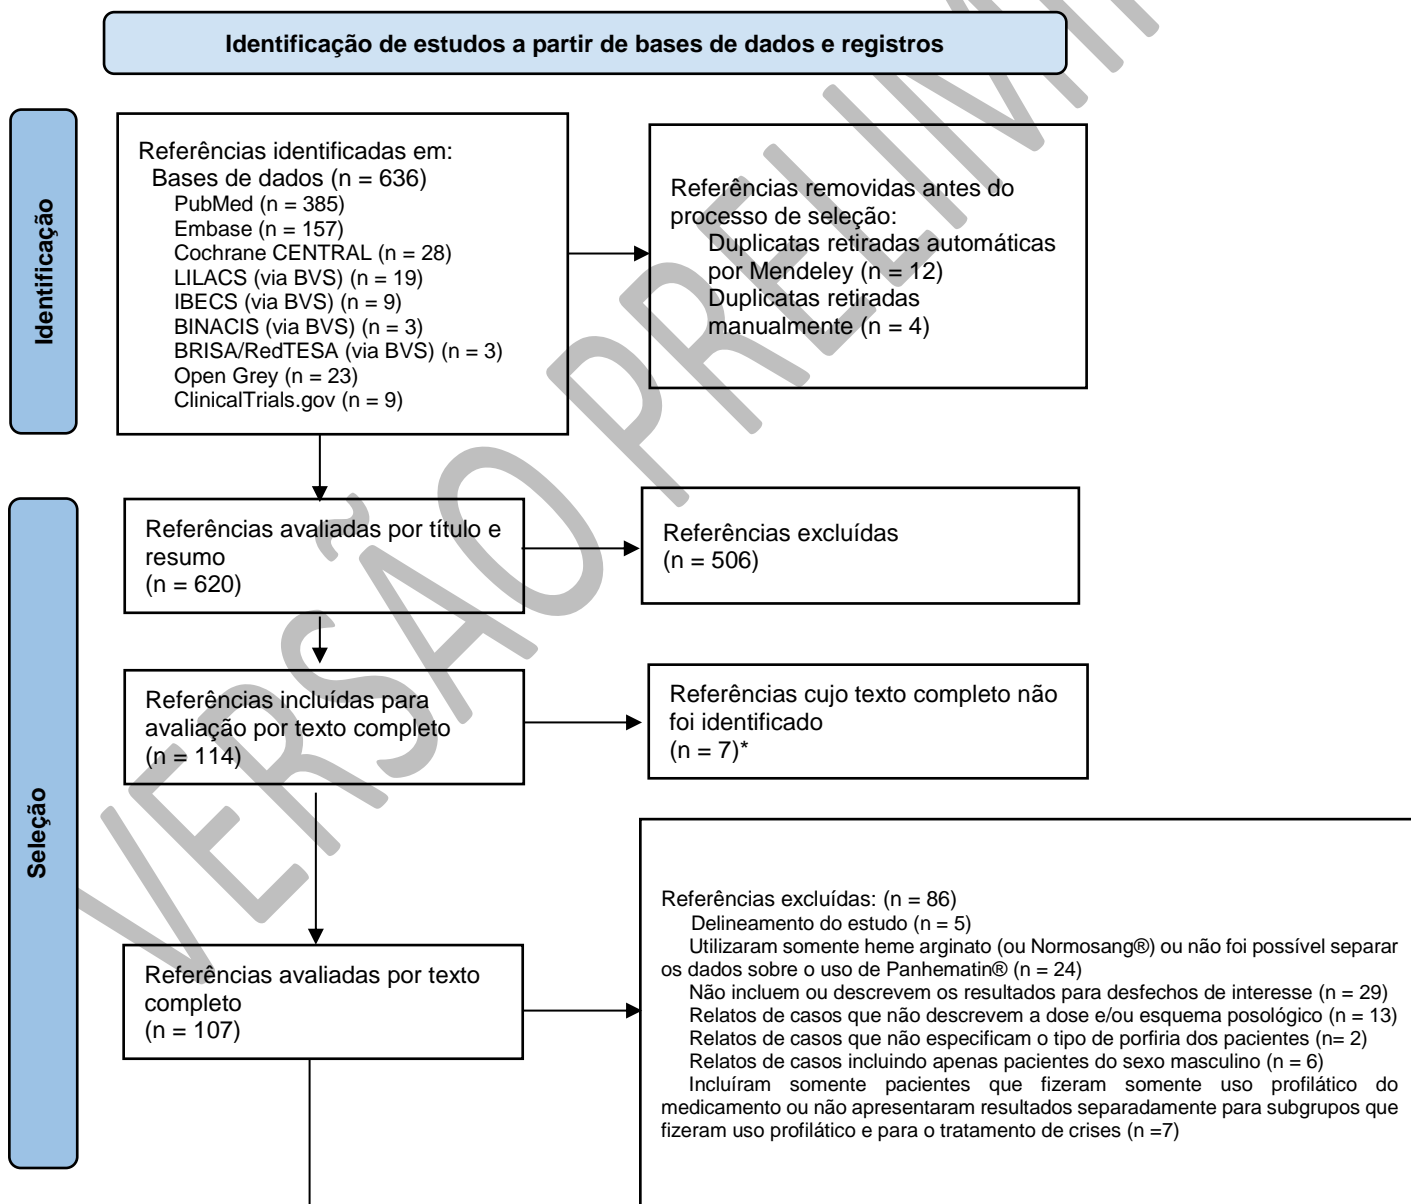 Identificação de estudos a partir de bases de dados e registros
Identificação
Referências identificadas em:
Bases de dados (n = 636)
PubMed (n = 385)
Embase (n = 157)
Cochrane CENTRAL (n = 28)
LILACS (via BVS) (n = 19)
IBECS (via BVS) (n = 9)
BINACIS (via BVS) (n = 3)
BRISA/RedTESA (via BVS) (n = 3)
Open Grey (n = 23)
ClinicalTrials.gov (n = 9)
Referências removidas antes do
processo de seleção:
Duplicatas retiradas automáticas
por Mendeley (n = 12)
Duplicatas retiradas
manualmente (n = 4)
Seleção
Referências avaliadas por título e
resumo
(n = 620)
Referências excluídas
(n = 506)
Referências incluídas para
avaliação por texto completo
(n = 114)
Referências cujo texto completo não
foi identificado
(n = 7)*
Referências avaliadas por texto
completo
(n = 107)
Referências excluídas: (n = 86)
Delineamento do estudo (n = 5)
Utilizaram somente heme arginato (ou Normosang®) ou não foi possível separar
os dados sobre o uso de Panhematin® (n = 24)
Não incluem ou descrevem os resultados para desfechos de interesse (n = 29)
Relatos de casos que não descrevem a dose e/ou esquema posológico (n = 13)
Relatos de casos que não especificam o tipo de porfiria dos pacientes (n= 2)
Relatos de casos incluindo apenas pacientes do sexo masculino (n = 6)
Incluíram somente pacientes que fizeram somente uso profilático do
medicamento ou não apresentaram resultados separadamente para subgrupos que
fizeram uso profilático e para o tratamento de crises (n =7)
VERSÃO PRELIMI